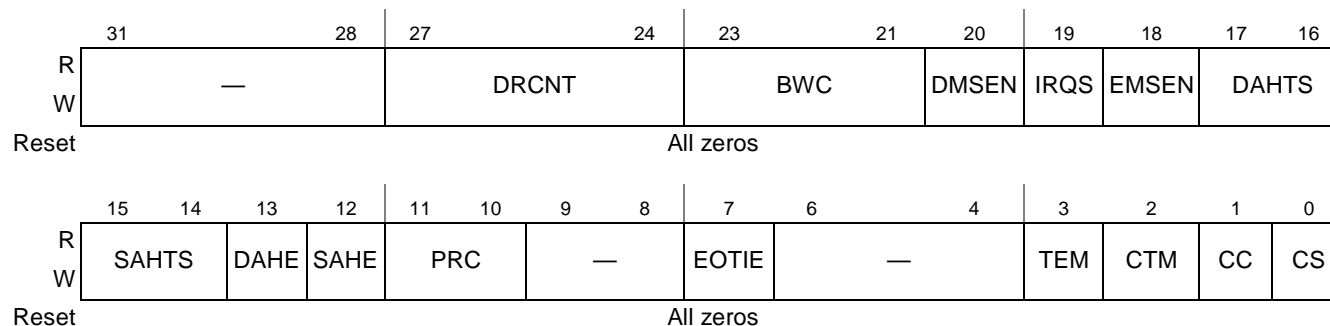 31 28 27 24 23 21 20 19 18 17 16
R
— DRCNT BWC DMSEN IRQS EMSEN DAHTS
W
Reset All zeros
15 14 13 12 11 10 9 8 7 6 4 3 2 1 0
R
SAHTS DAHE SAHE PRC — EOTIE — TEM CTM CC CS
W
Reset All zeros